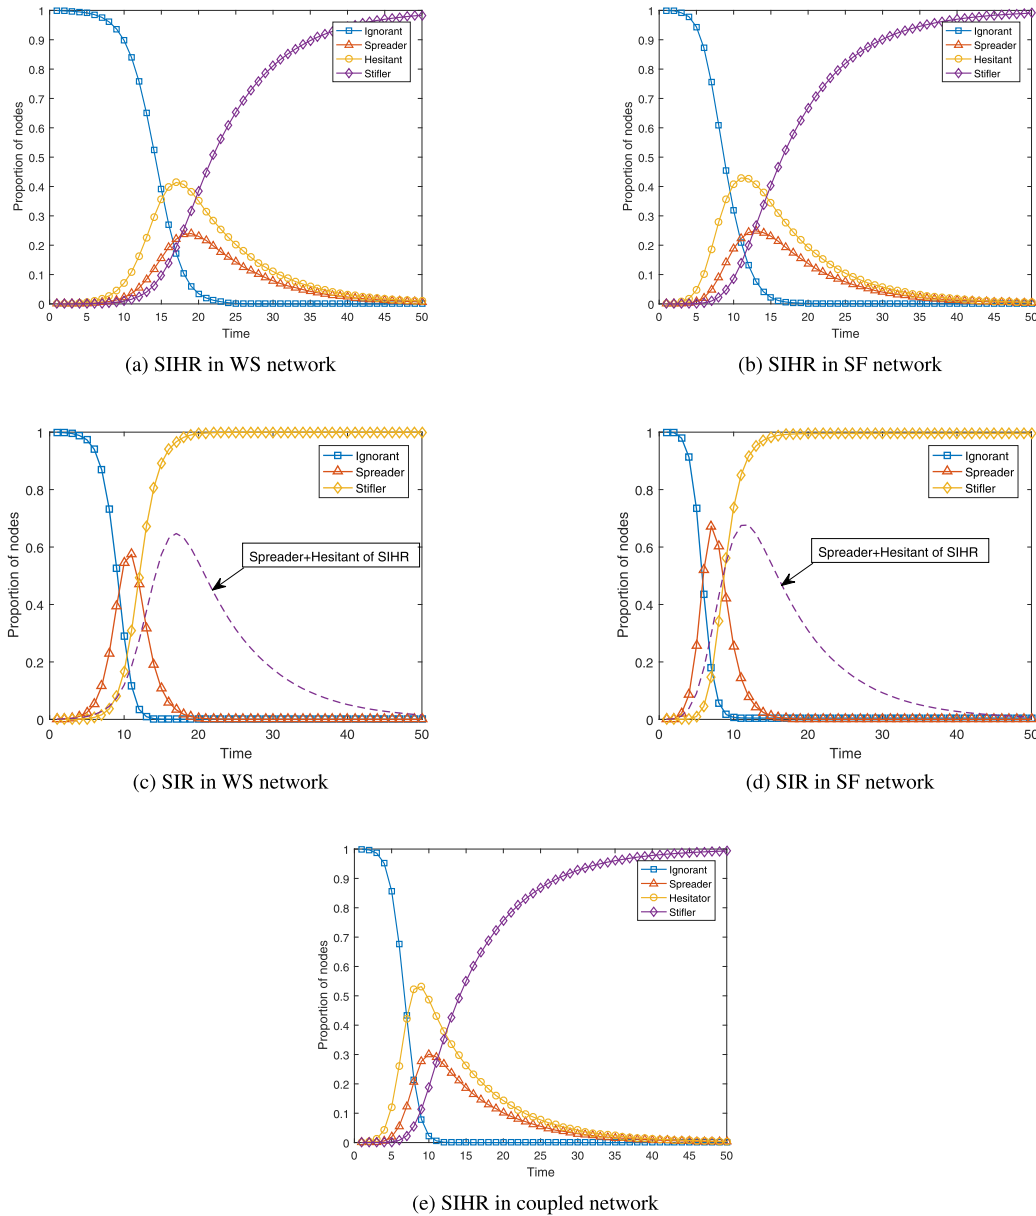 1
0.9
0.8
0.7
0.6
0.5
0.4
0.3
0.2
0.1
0
Proportion of nodes
0 5 10 15 20 25 30 35 40 45 50
Time
Ignorant
Spreader
Hesitant
Stifler
(a) SIHR in WS network
1
0.9
0.8
0.7
0.6
0.5
0.4
0.3
0.2
0.1
0
Proportion of nodes
0 5 10 15 20 25 30 35 40 45 50
Time
Ignorant
Spreader
Hesitant
Stifler
(b) SIHR in SF network
1
0.8
0.6
0.4
0.2
0
Proportion of nodes
0 10 20 30 40 50
Time
Ignorant
Spreader
Stifler
Spreader+Hesitant of SIHR
(c) SIR in WS network
1
0.8
0.6
0.4
0.2
0
Proportion of nodes
0 10 20 30 40 50
Time
Ignorant
Spreader
Stifler
Spreader+Hesitant of SIHR
(d) SIR in SF network
1
0.9
0.8
0.7
0.6
0.5
0.4
0.3
0.2
0.1
0
Proportion of nodes
0 5 10 15 20 25 30 35 40 45 50
Time
Ignorant
Spreader
Hesitator
Stifler
(e) SIHR in coupled network